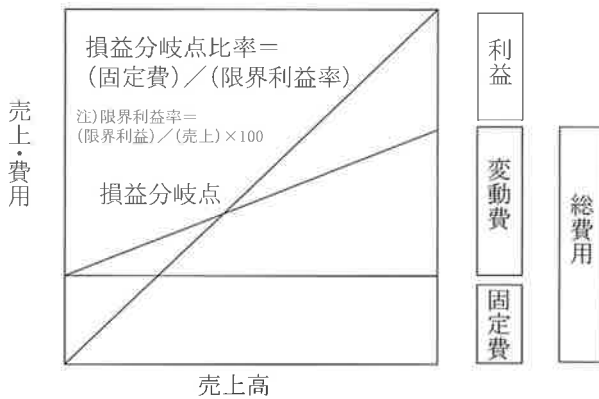 損益分岐点比率=
(固定費)/(限界利益率)
注)限界利益率=
(限界利益)/(売上)×100
損益分岐点
売上・費用
売上高
利益
変動費
固定費
総費用